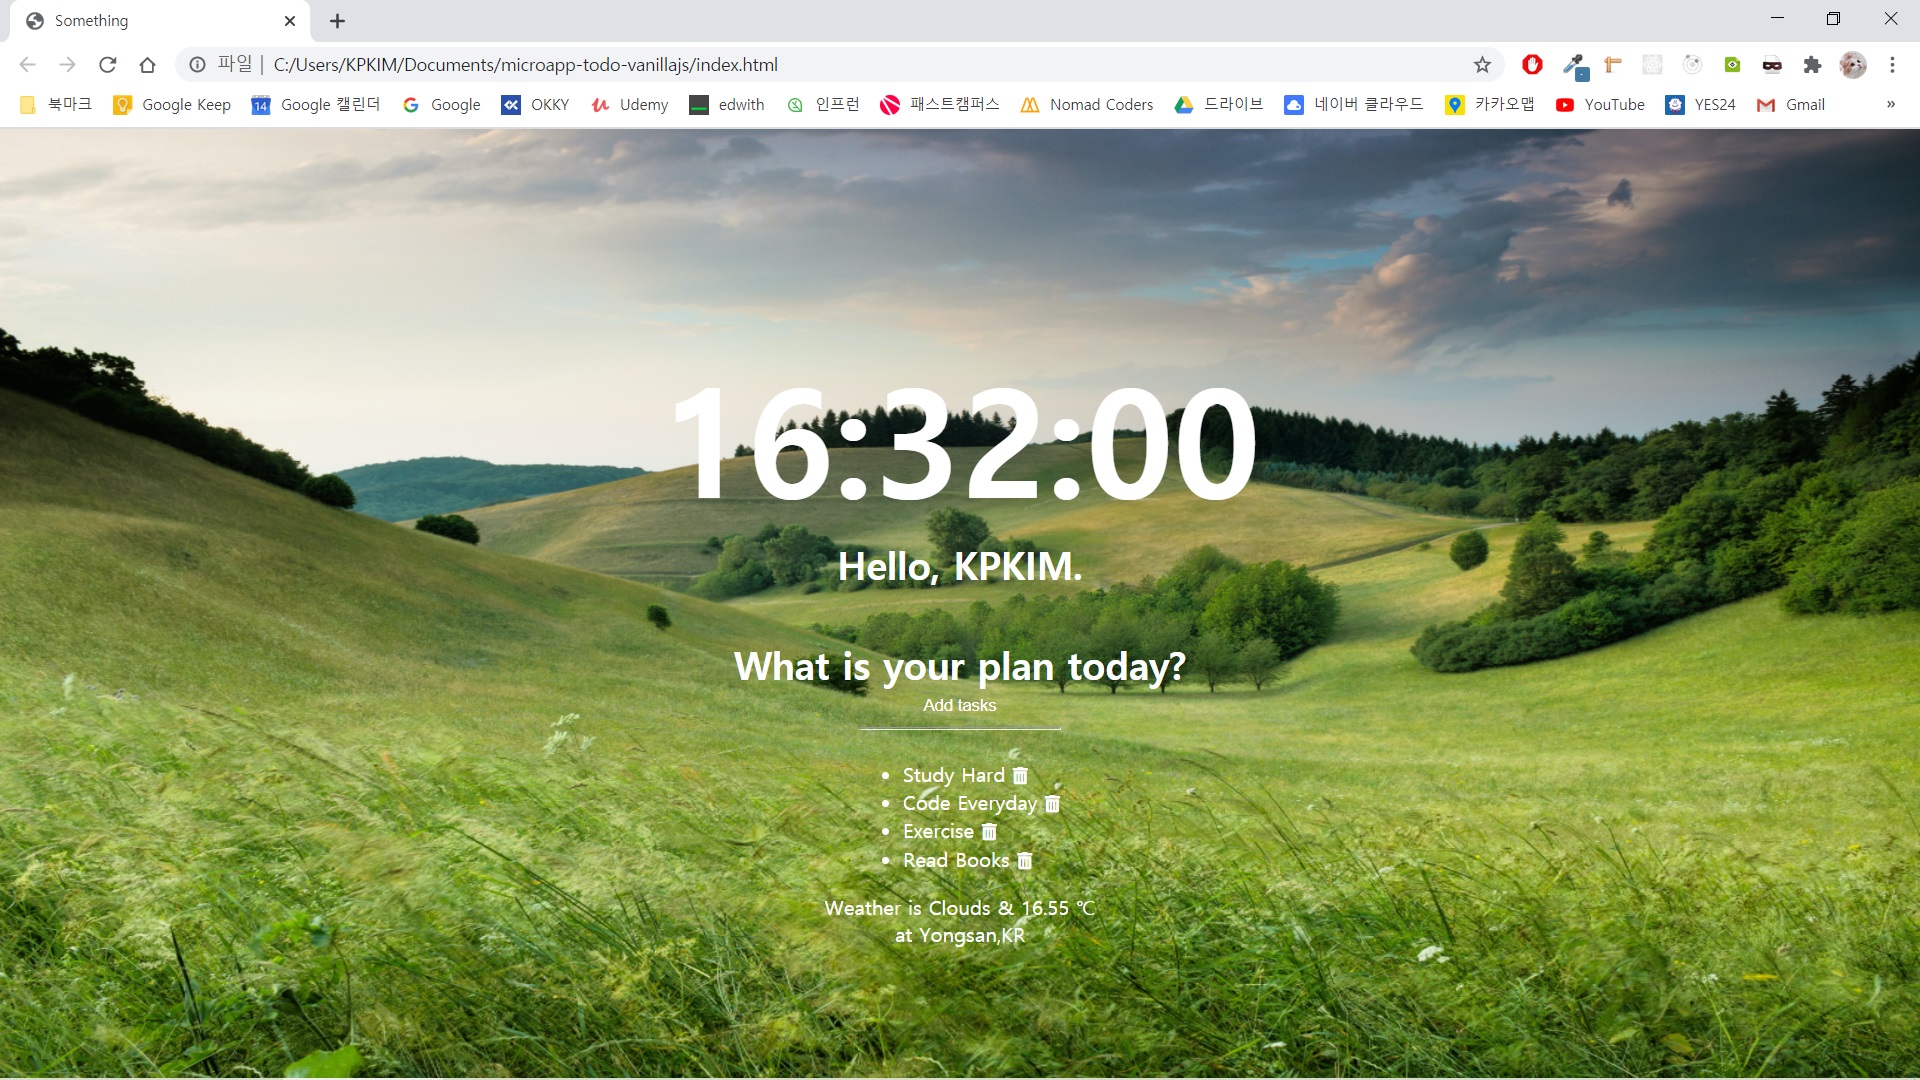 Something
파일 | C:/Users/KPKIM/Documents/microapp-todo-vanillajs/index.html
북마크 Google Keep 14 Google 캘린더 Google OKKY Udemy edwith 인프런 패스트캠퍼스 Nomad Coders 드라이브 네이버 클라우드 카카오맵 YouTube YES24 Gmail »
16:32:00
Hello, KPKIM.
What is your plan today?
Add tasks
• Study Hard
• Code Everyday
• Exercise
• Read Books
Weather is Clouds & 16.55 ℃
at Yongsan,KR